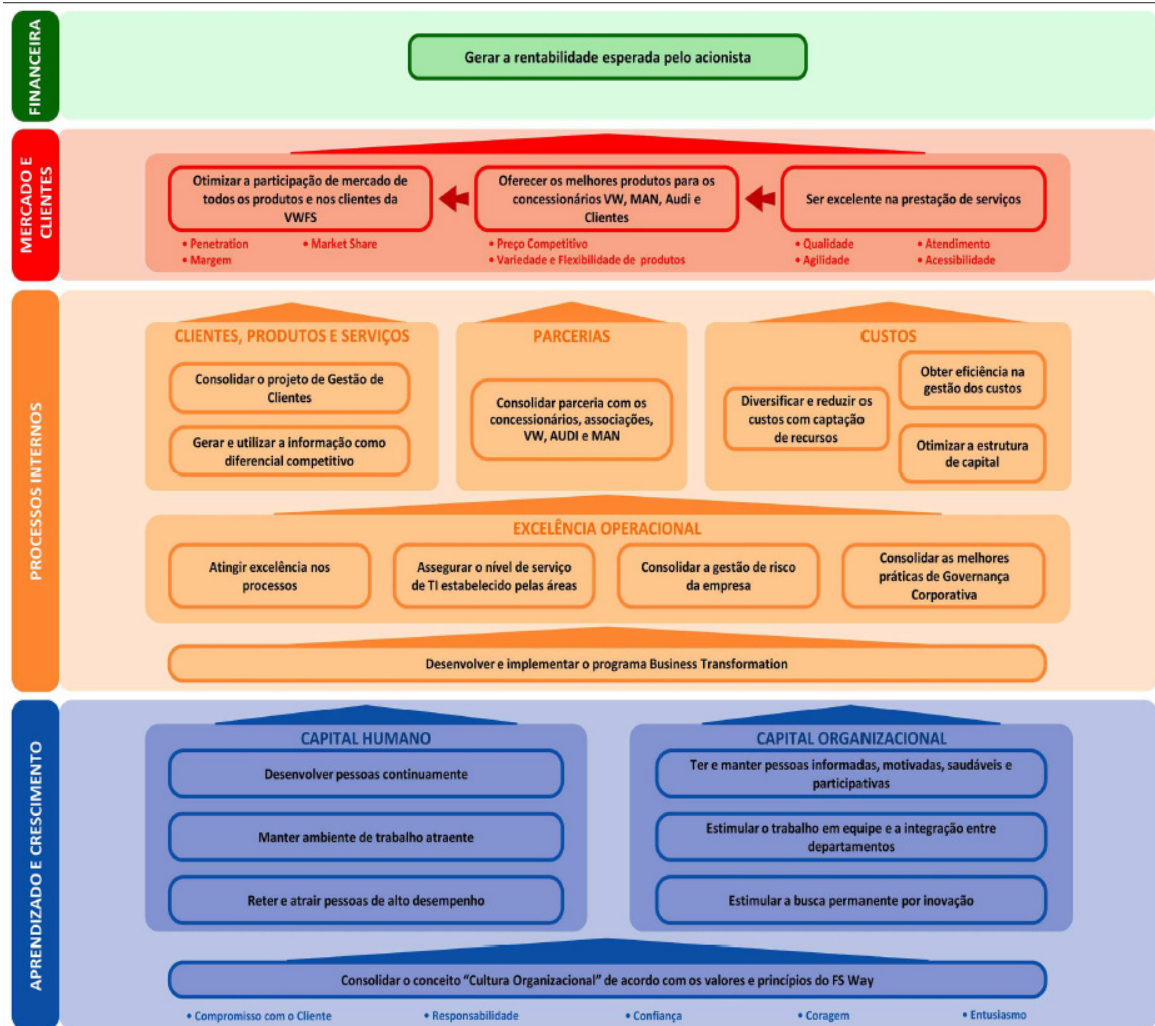 FINANCEIRA
Gerar a rentabilidade esperada pelo acionista
MERCADO E
CLIENTES
Otimizar a participação de mercado de
todos os produtos e nos clientes da
VWFS
Oferecer os melhores produtos para os
concessionários VW, MAN, Audi e
Clientes
Ser excelente na prestação de serviços
• Penetration
• Market Share
• Margem
• Preço Competitivo
• Variedade e Flexibilidade de produtos
• Qualidade
• Atendimento
• Agilidade
• Acessibilidade
PROCESSOS INTERNOS
CLIENTES, PRODUTOS E SERVIÇOS
Consolidar o projeto de Gestão de
Clientes
Gerar e utilizar a informação como
diferencial competitivo
PARCERIAS
Consolidar parceria com os
concessionários, associações,
VW, AUDI e MAN
CUSTOS
Diversificar e reduzir os
custos com captação
de recursos
Obter eficiência na
gestão dos custos
Otimizar a estrutura
de capital
EXCELÊNCIA OPERACIONAL
Atingir excelência nos
processos
Assegurar o nível de serviço
de TI estabelecido pelas áreas
Consolidar a gestão de risco
da empresa
Consolidar as melhores
práticas de Governança
Corporativa
Desenvolver e implementar o programa Business Transformation
APRENDIZADO E CRESCIMENTO
CAPITAL HUMANO
Desenvolver pessoas continuamente
Manter ambiente de trabalho atraente
Reter e atrair pessoas de alto desempenho
CAPITAL ORGANIZACIONAL
Ter e manter pessoas informadas, motivadas, saudáveis e
participativas
Estimular o trabalho em equipe e a integração entre
departamentos
Estimular a busca permanente por inovação
Consolidar o conceito “Cultura Organizacional” de acordo com os valores e princípios do FS Way
• Compromisso com o Cliente
• Responsabilidade
• Confiança
• Coragem
• Entusiasmo